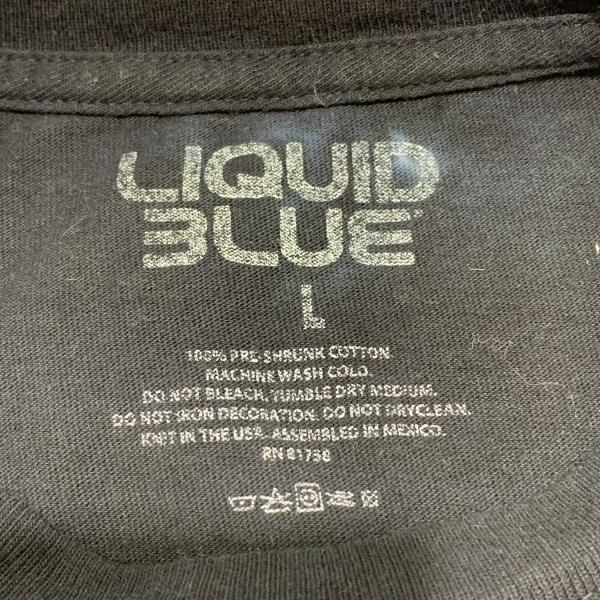 LIQUID
BLUE
L
100% PRE-SHRUNK COTTON.
MACHINE WASH COLD.
DO NOT BLEACH, TUMBLE DRY MEDIUM.
DO NOT IRON DECORATION. DO NOT DRYCLEAN.
KNIT IN THE USA. ASSEMBLED IN MEXICO.
RN 81738